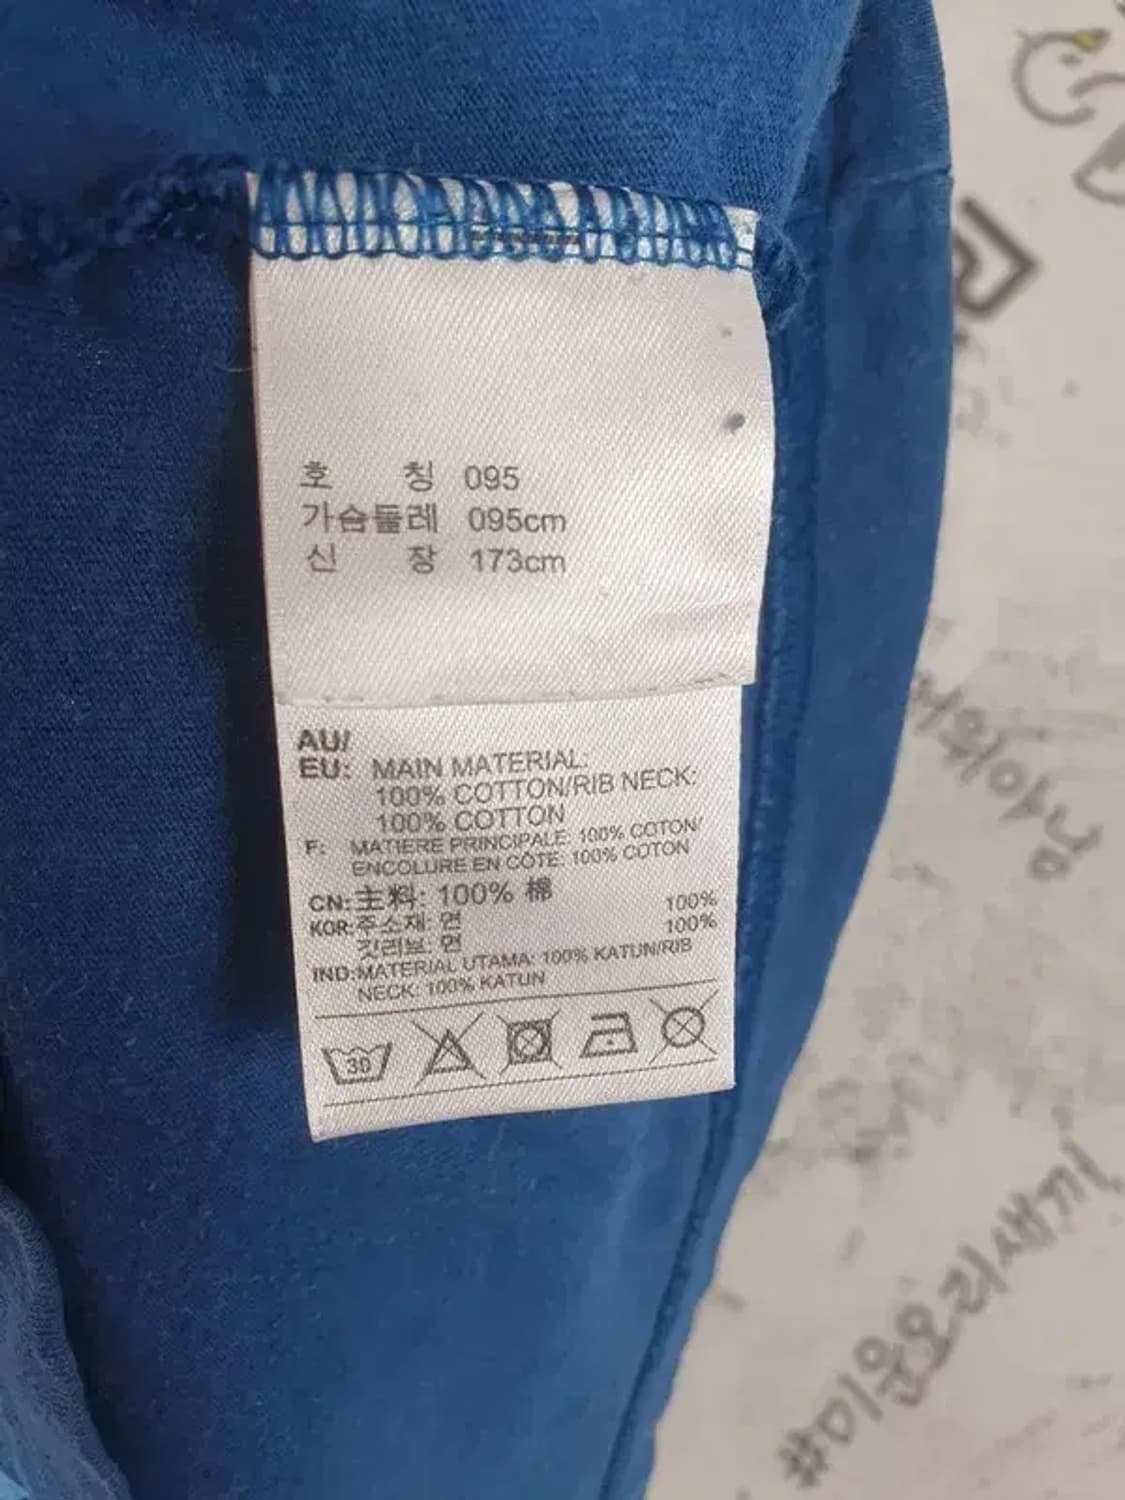 호 칭 095
가슴둘레 095cm
신 장 173cm
AU/
EU: MAIN MATERIAL:
100% COTTON/RIB NECK:
100% COTTON
F: MATIERE PRINCIPALE: 100% COTON/
ENCOLURE EN CÔTE: 100% COTON
CN: 主料: 100% 棉
KOR: 주소재: 면 100%
깃리브: 면 100%
IND: MATERIAL UTAMA: 100% KATUN/RIB
NECK: 100% KATUN
30